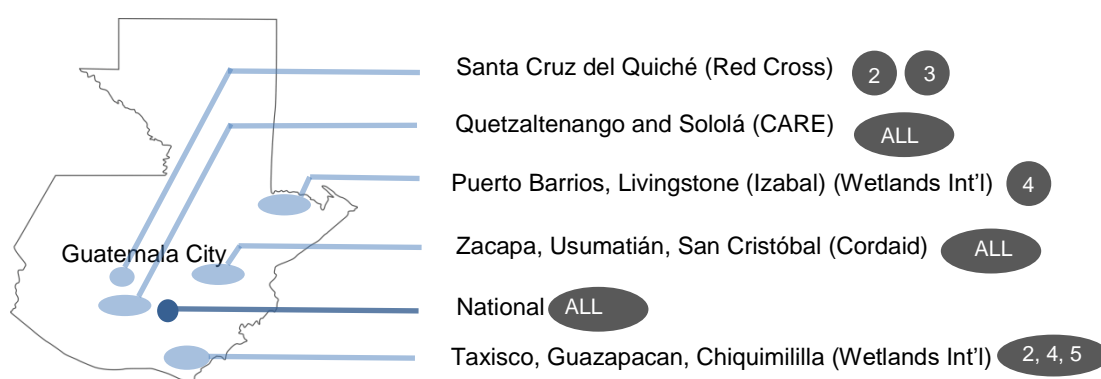 Santa Cruz del Quiché (Red Cross) 2 3
Quetzaltenango and Sololá (CARE) ALL
Puerto Barrios, Livingstone (Izabal) (Wetlands Int'l) 4
Guatemala City
Zacapa, Usumatián, San Cristóbal (Cordaid) ALL
National ALL
Taxisco, Guazapacan, Chiquimililla (Wetlands Int'l) 2, 4, 5